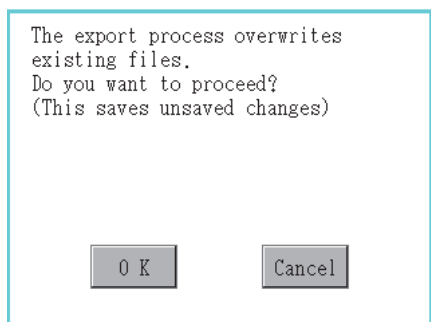 The export process overwrites
existing files.
Do you want to proceed?
(This saves unsaved changes)
O K
Cancel